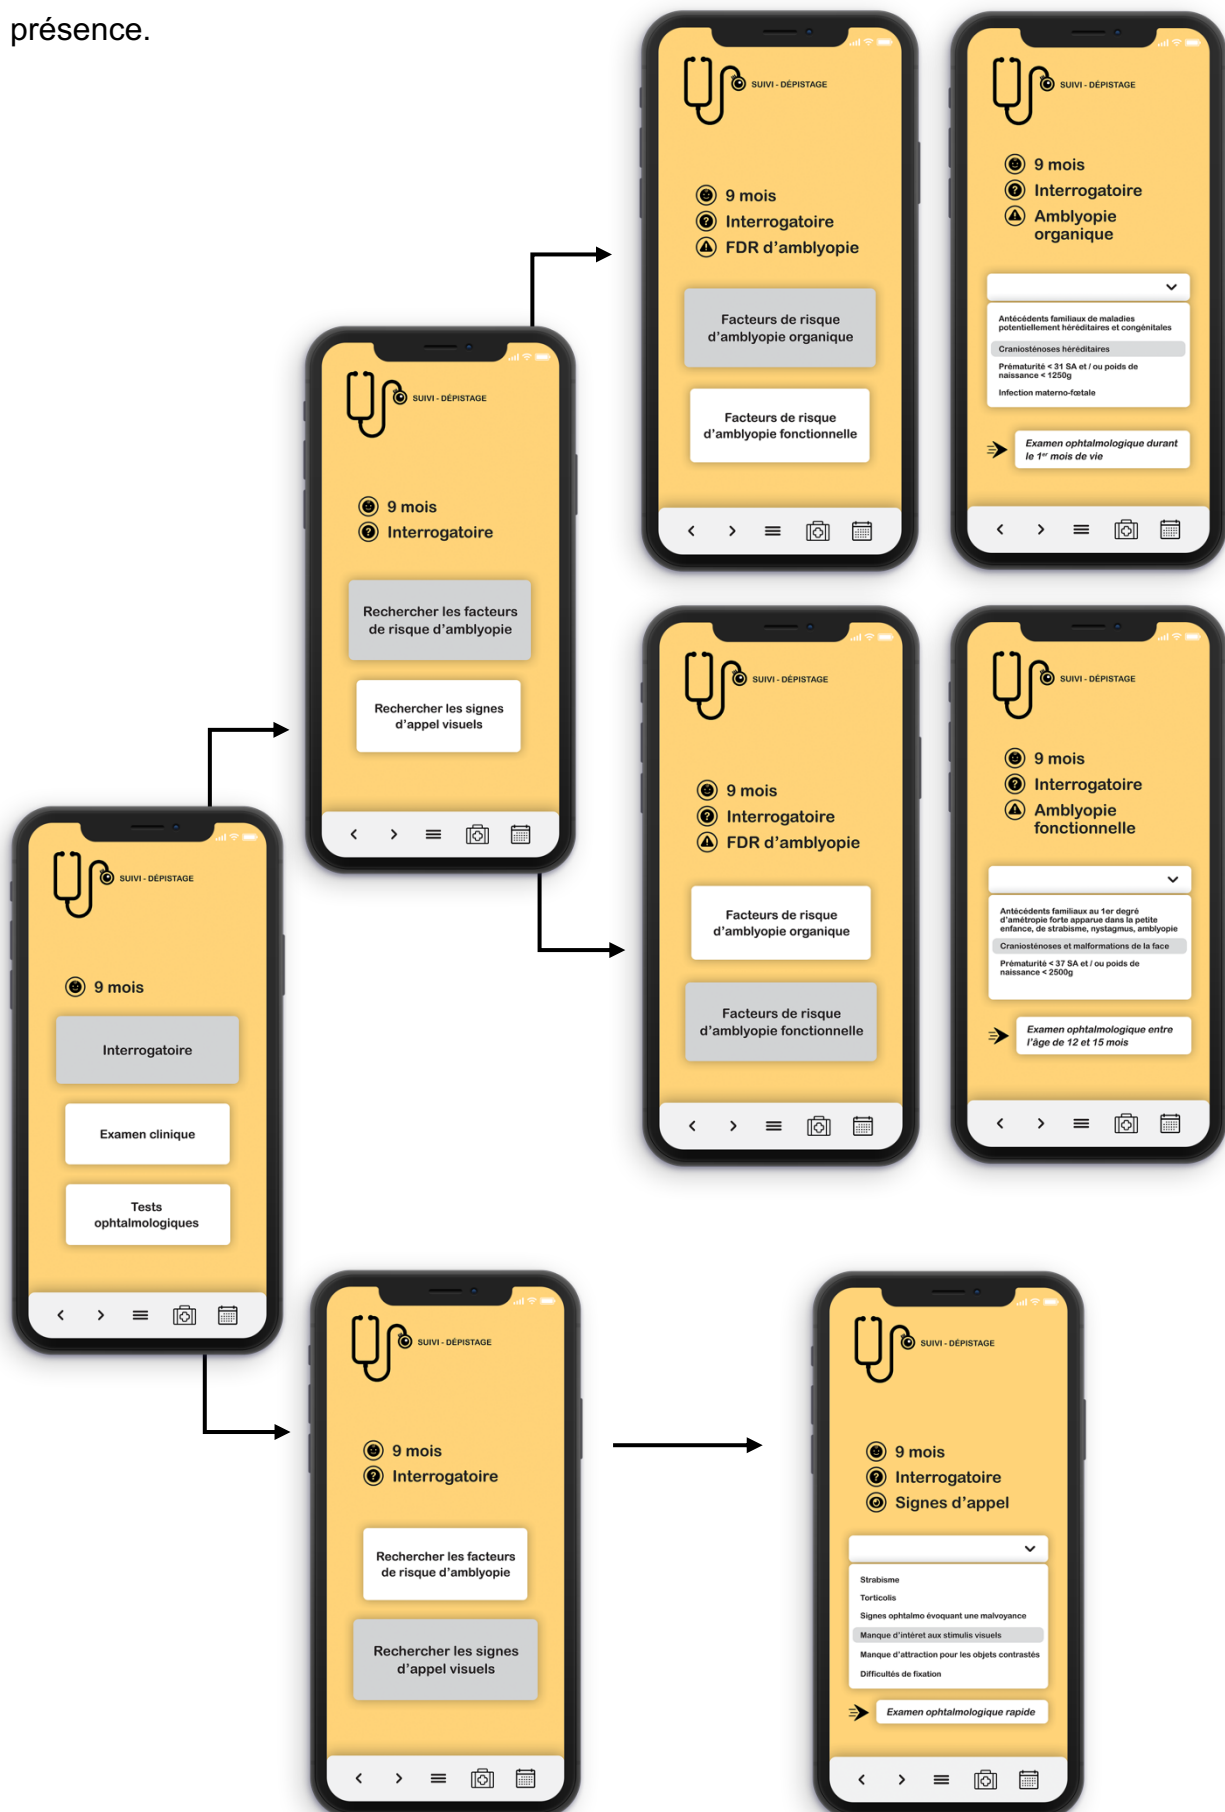 présence.
SUIVI - DÉPISTAGE
9 mois
Interrogatoire
FDR d'amblyopie
Facteurs de risque
d'amblyopie organique
Facteurs de risque
d'amblyopie fonctionnelle
SUIVI - DÉPISTAGE
9 mois
Interrogatoire
Amblyopie
organique
Antécédents familiaux de maladies
potentiellement héréditaires et congénitales
Craniosténoses héréditaires
Prématurité < 31 SA et / ou poids de
naissance < 1250g
Infection materno-fœtale
Examen ophtalmologique durant
le 1er mois de vie
SUIVI - DÉPISTAGE
9 mois
Interrogatoire
Rechercher les facteurs
de risque d'amblyopie
Rechercher les signes
d'appel visuels
SUIVI - DÉPISTAGE
9 mois
Interrogatoire
FDR d'amblyopie
Facteurs de risque
d'amblyopie organique
Facteurs de risque
d'amblyopie fonctionnelle
SUIVI - DÉPISTAGE
9 mois
Interrogatoire
Amblyopie
fonctionnelle
Antécédents familiaux au 1er degré
d'amétropie forte apparue dans la petite
enfance, de strabisme, nystagmus, amblyopie
Craniosténoses et malformations de la face
Prématurité < 37 SA et / ou poids de
naissance < 2500g
Examen ophtalmologique entre
l'âge de 12 et 15 mois
SUIVI - DÉPISTAGE
9 mois
Interrogatoire
Examen clinique
Tests
ophtalmologiques
SUIVI - DÉPISTAGE
9 mois
Interrogatoire
Rechercher les facteurs
de risque d'amblyopie
Rechercher les signes
d'appel visuels
SUIVI - DÉPISTAGE
9 mois
Interrogatoire
Signes d'appel
Strabisme
Torticolis
Signes ophtalmo évoquant une malvoyance
Manque d'intéret aux stimulis visuels
Manque d'attraction pour les objets contrastés
Difficultés de fixation
Examen ophtalmologique rapide